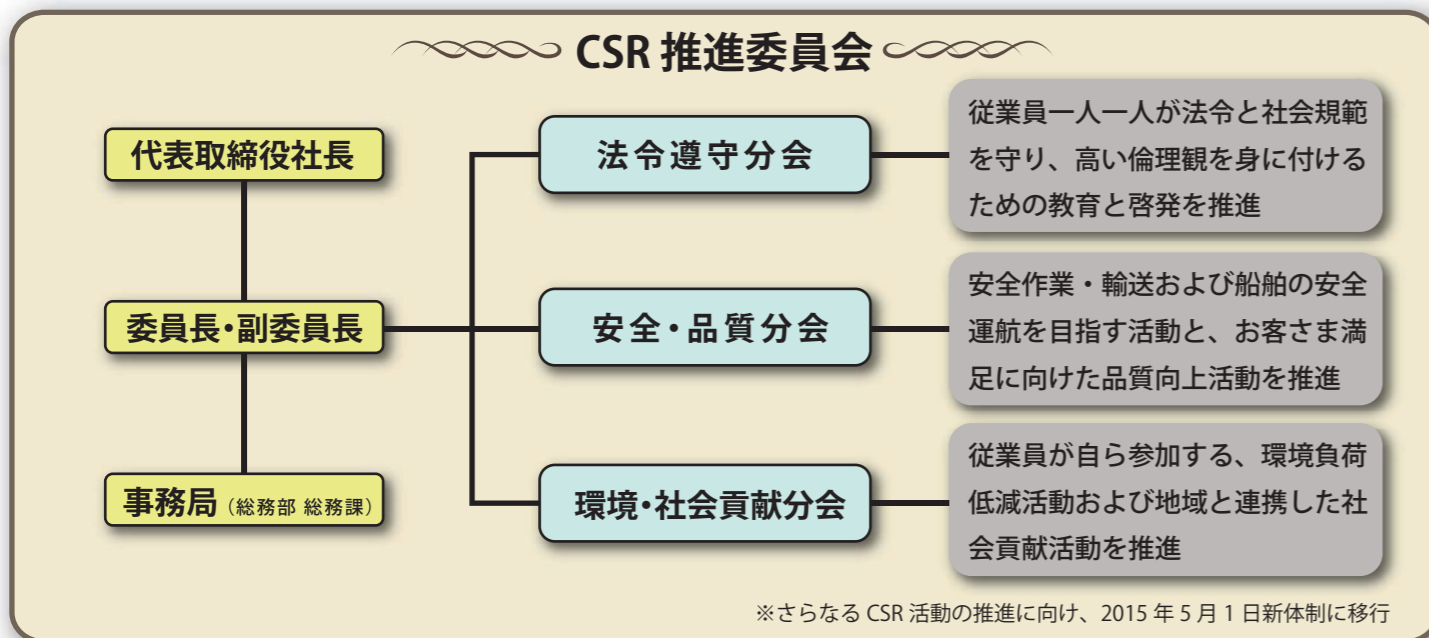 CSR 推進委員会
代表取締役社長
委員長・副委員長
事務局（総務部 総務課）
法令遵守分会
従業員一人一人が法令と社会規範
を守り、高い倫理観を身に付ける
ための教育と啓発を推進
安全・品質分会
安全作業・輸送および船舶の安全
運航を目指す活動と、お客さま満
足に向けた品質向上活動を推進
環境・社会貢献分会
従業員が自ら参加する、環境負荷
低減活動および地域と連携した社
会貢献活動を推進
※さらなる CSR 活動の推進に向け、2015 年 5 月 1 日新体制に移行